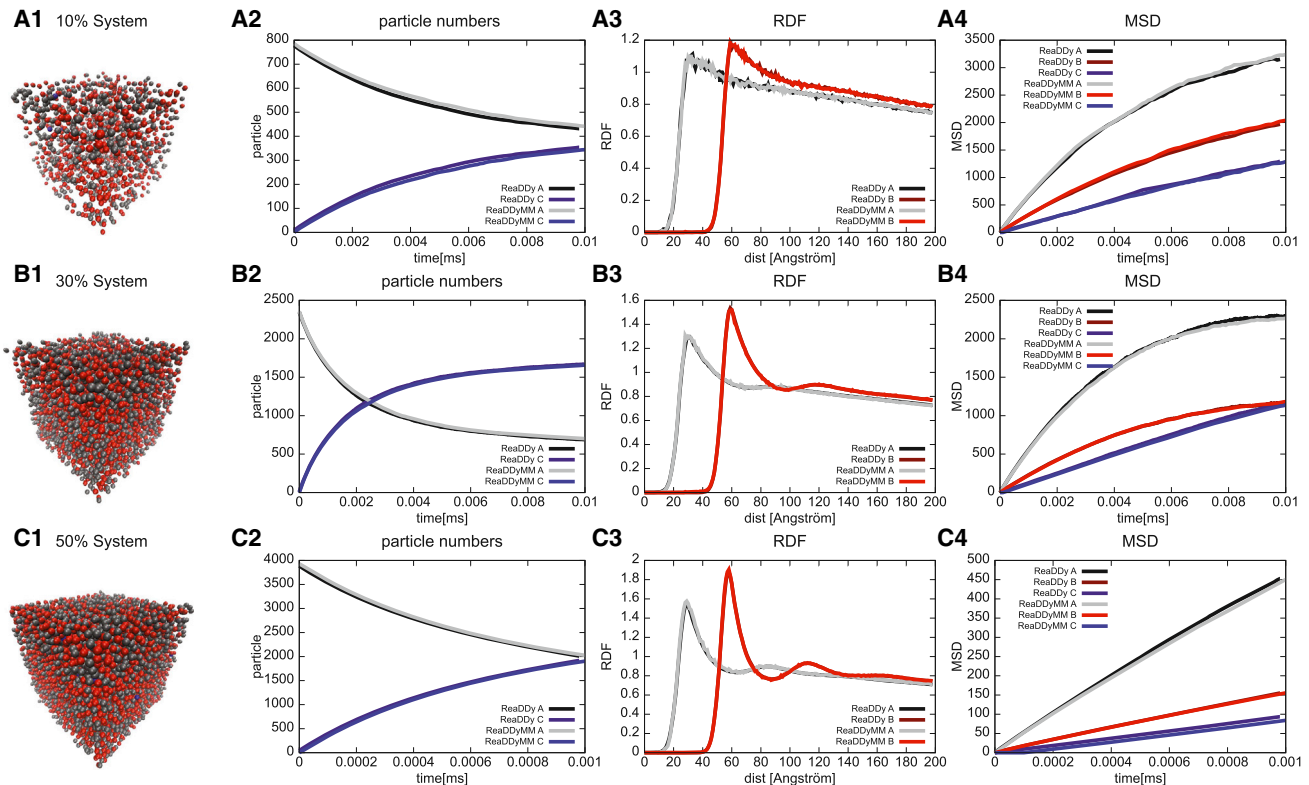 A1 10% System
A2 particle numbers
particle
800
700
600
500
400
300
200
100
0
0 0.002 0.004 0.006 0.008 0.01
time[ms]
ReaDDy A
ReaDDy C
ReaDDyMM A
ReaDDyMM C
A3 RDF
RDF
1.2
1
0.8
0.6
0.4
0.2
0
0 20 40 60 80 100 120 140 160 180 200
dist [Angström]
ReaDDy A
ReaDDy B
ReaDDyMM A
ReaDDyMM B
A4 MSD
MSD
3500
3000
2500
2000
1500
1000
500
0
0 0.002 0.004 0.006 0.008 0.01
time[ms]
ReaDDy A
ReaDDy B
ReaDDy C
ReaDDyMM A
ReaDDyMM B
ReaDDyMM C
B1 30% System
B2 particle numbers
particle
2500
2000
1500
1000
500
0
0 0.002 0.004 0.006 0.008 0.01
time[ms]
ReaDDy A
ReaDDy C
ReaDDyMM A
ReaDDyMM C
B3 RDF
RDF
1.6
1.4
1.2
1
0.8
0.6
0.4
0.2
0
0 20 40 60 80 100 120 140 160 180 200
dist [Angström]
ReaDDy A
ReaDDy B
ReaDDyMM A
ReaDDyMM B
B4 MSD
MSD
2500
2000
1500
1000
500
0
0 0.002 0.004 0.006 0.008 0.01
time[ms]
ReaDDy A
ReaDDy B
ReaDDy C
ReaDDyMM A
ReaDDyMM B
ReaDDyMM C
C1 50% System
C2 particle numbers
particle
4000
3500
3000
2500
2000
1500
1000
500
0
0 0.0002 0.0004 0.0006 0.0008 0.001
time[ms]
ReaDDy A
ReaDDy C
ReaDDyMM A
ReaDDyMM C
C3 RDF
RDF
2
1.8
1.6
1.4
1.2
1
0.8
0.6
0.4
0.2
0
0 20 40 60 80 100 120 140 160 180 200
dist [Angström]
ReaDDy A
ReaDDy B
ReaDDyMM A
ReaDDyMM B
C4 MSD
MSD
500
450
400
350
300
250
200
150
100
50
0
0 0.0002 0.0004 0.0006 0.0008 0.001
time[ms]
ReaDDy A
ReaDDy B
ReaDDy C
ReaDDyMM A
ReaDDyMM B
ReaDDyMM C